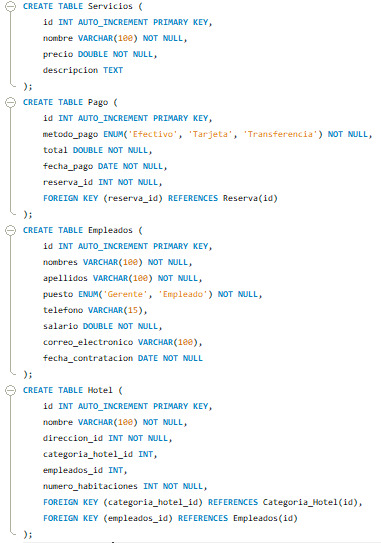 CREATE TABLE Servicios (
id INT AUTO_INCREMENT PRIMARY KEY,
nombre VARCHAR(100) NOT NULL,
precio DOUBLE NOT NULL,
descripcion TEXT
);
CREATE TABLE Pago (
id INT AUTO_INCREMENT PRIMARY KEY,
metodo_pago ENUM('Efectivo', 'Tarjeta', 'Transferencia') NOT NULL,
total DOUBLE NOT NULL,
fecha_pago DATE NOT NULL,
reserva_id INT NOT NULL,
FOREIGN KEY (reserva_id) REFERENCES Reserva(id)
);
CREATE TABLE Empleados (
id INT AUTO_INCREMENT PRIMARY KEY,
nombres VARCHAR(100) NOT NULL,
apellidos VARCHAR(100) NOT NULL,
puesto ENUM('Gerente', 'Empleado') NOT NULL,
telefono VARCHAR(15),
salario DOUBLE NOT NULL,
correo_electronico VARCHAR(100),
fecha_contratacion DATE NOT NULL
);
CREATE TABLE Hotel (
id INT AUTO_INCREMENT PRIMARY KEY,
nombre VARCHAR(100) NOT NULL,
direccion_id INT NOT NULL,
categoria_hotel_id INT,
empleados_id INT,
numero_habitaciones INT NOT NULL,
FOREIGN KEY (categoria_hotel_id) REFERENCES Categoria_Hotel(id),
FOREIGN KEY (empleados_id) REFERENCES Empleados(id)
);